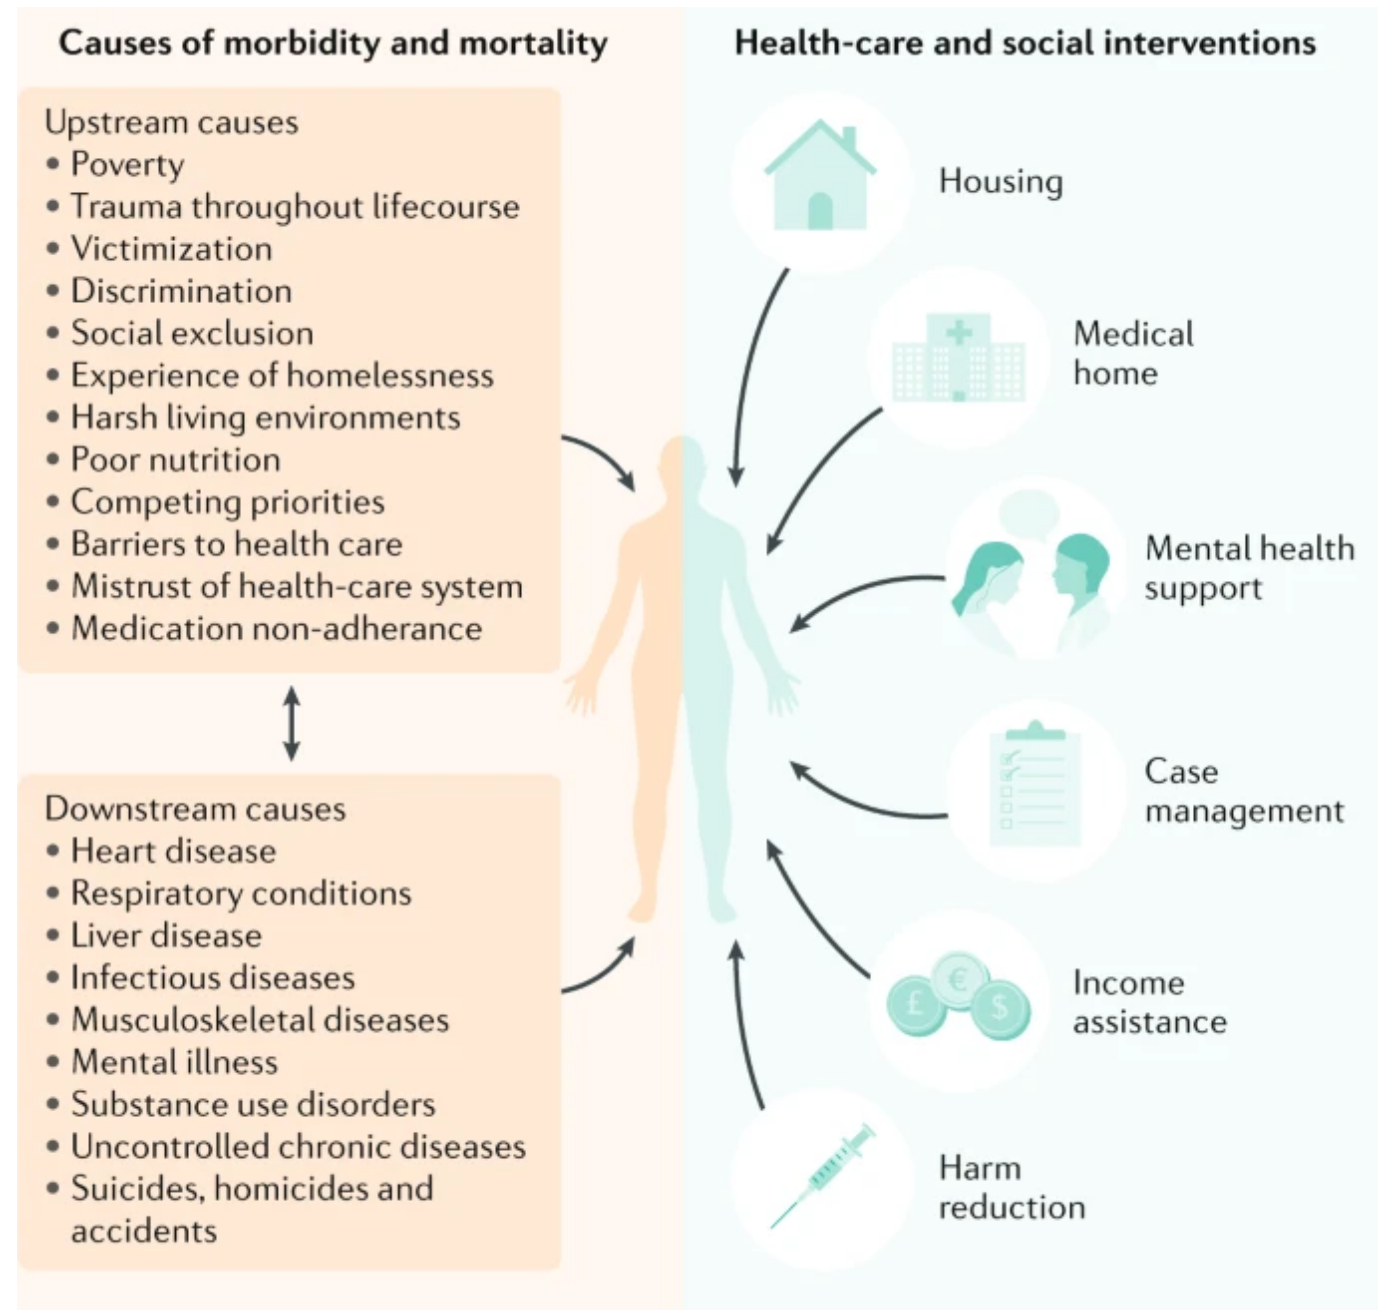 Causes of morbidity and mortality
Upstream causes
• Poverty
• Trauma throughout lifecourse
• Victimization
• Discrimination
• Social exclusion
• Experience of homelessness
• Harsh living environments
• Poor nutrition
• Competing priorities
• Barriers to health care
• Mistrust of health-care system
• Medication non-adherance
Downstream causes
• Heart disease
• Respiratory conditions
• Liver disease
• Infectious diseases
• Musculoskeletal diseases
• Mental illness
• Substance use disorders
• Uncontrolled chronic diseases
• Suicides, homicides and
accidents
Health-care and social interventions
Housing
Medical
home
Mental health
support
Case
management
£ € $
Income
assistance
Harm
reduction